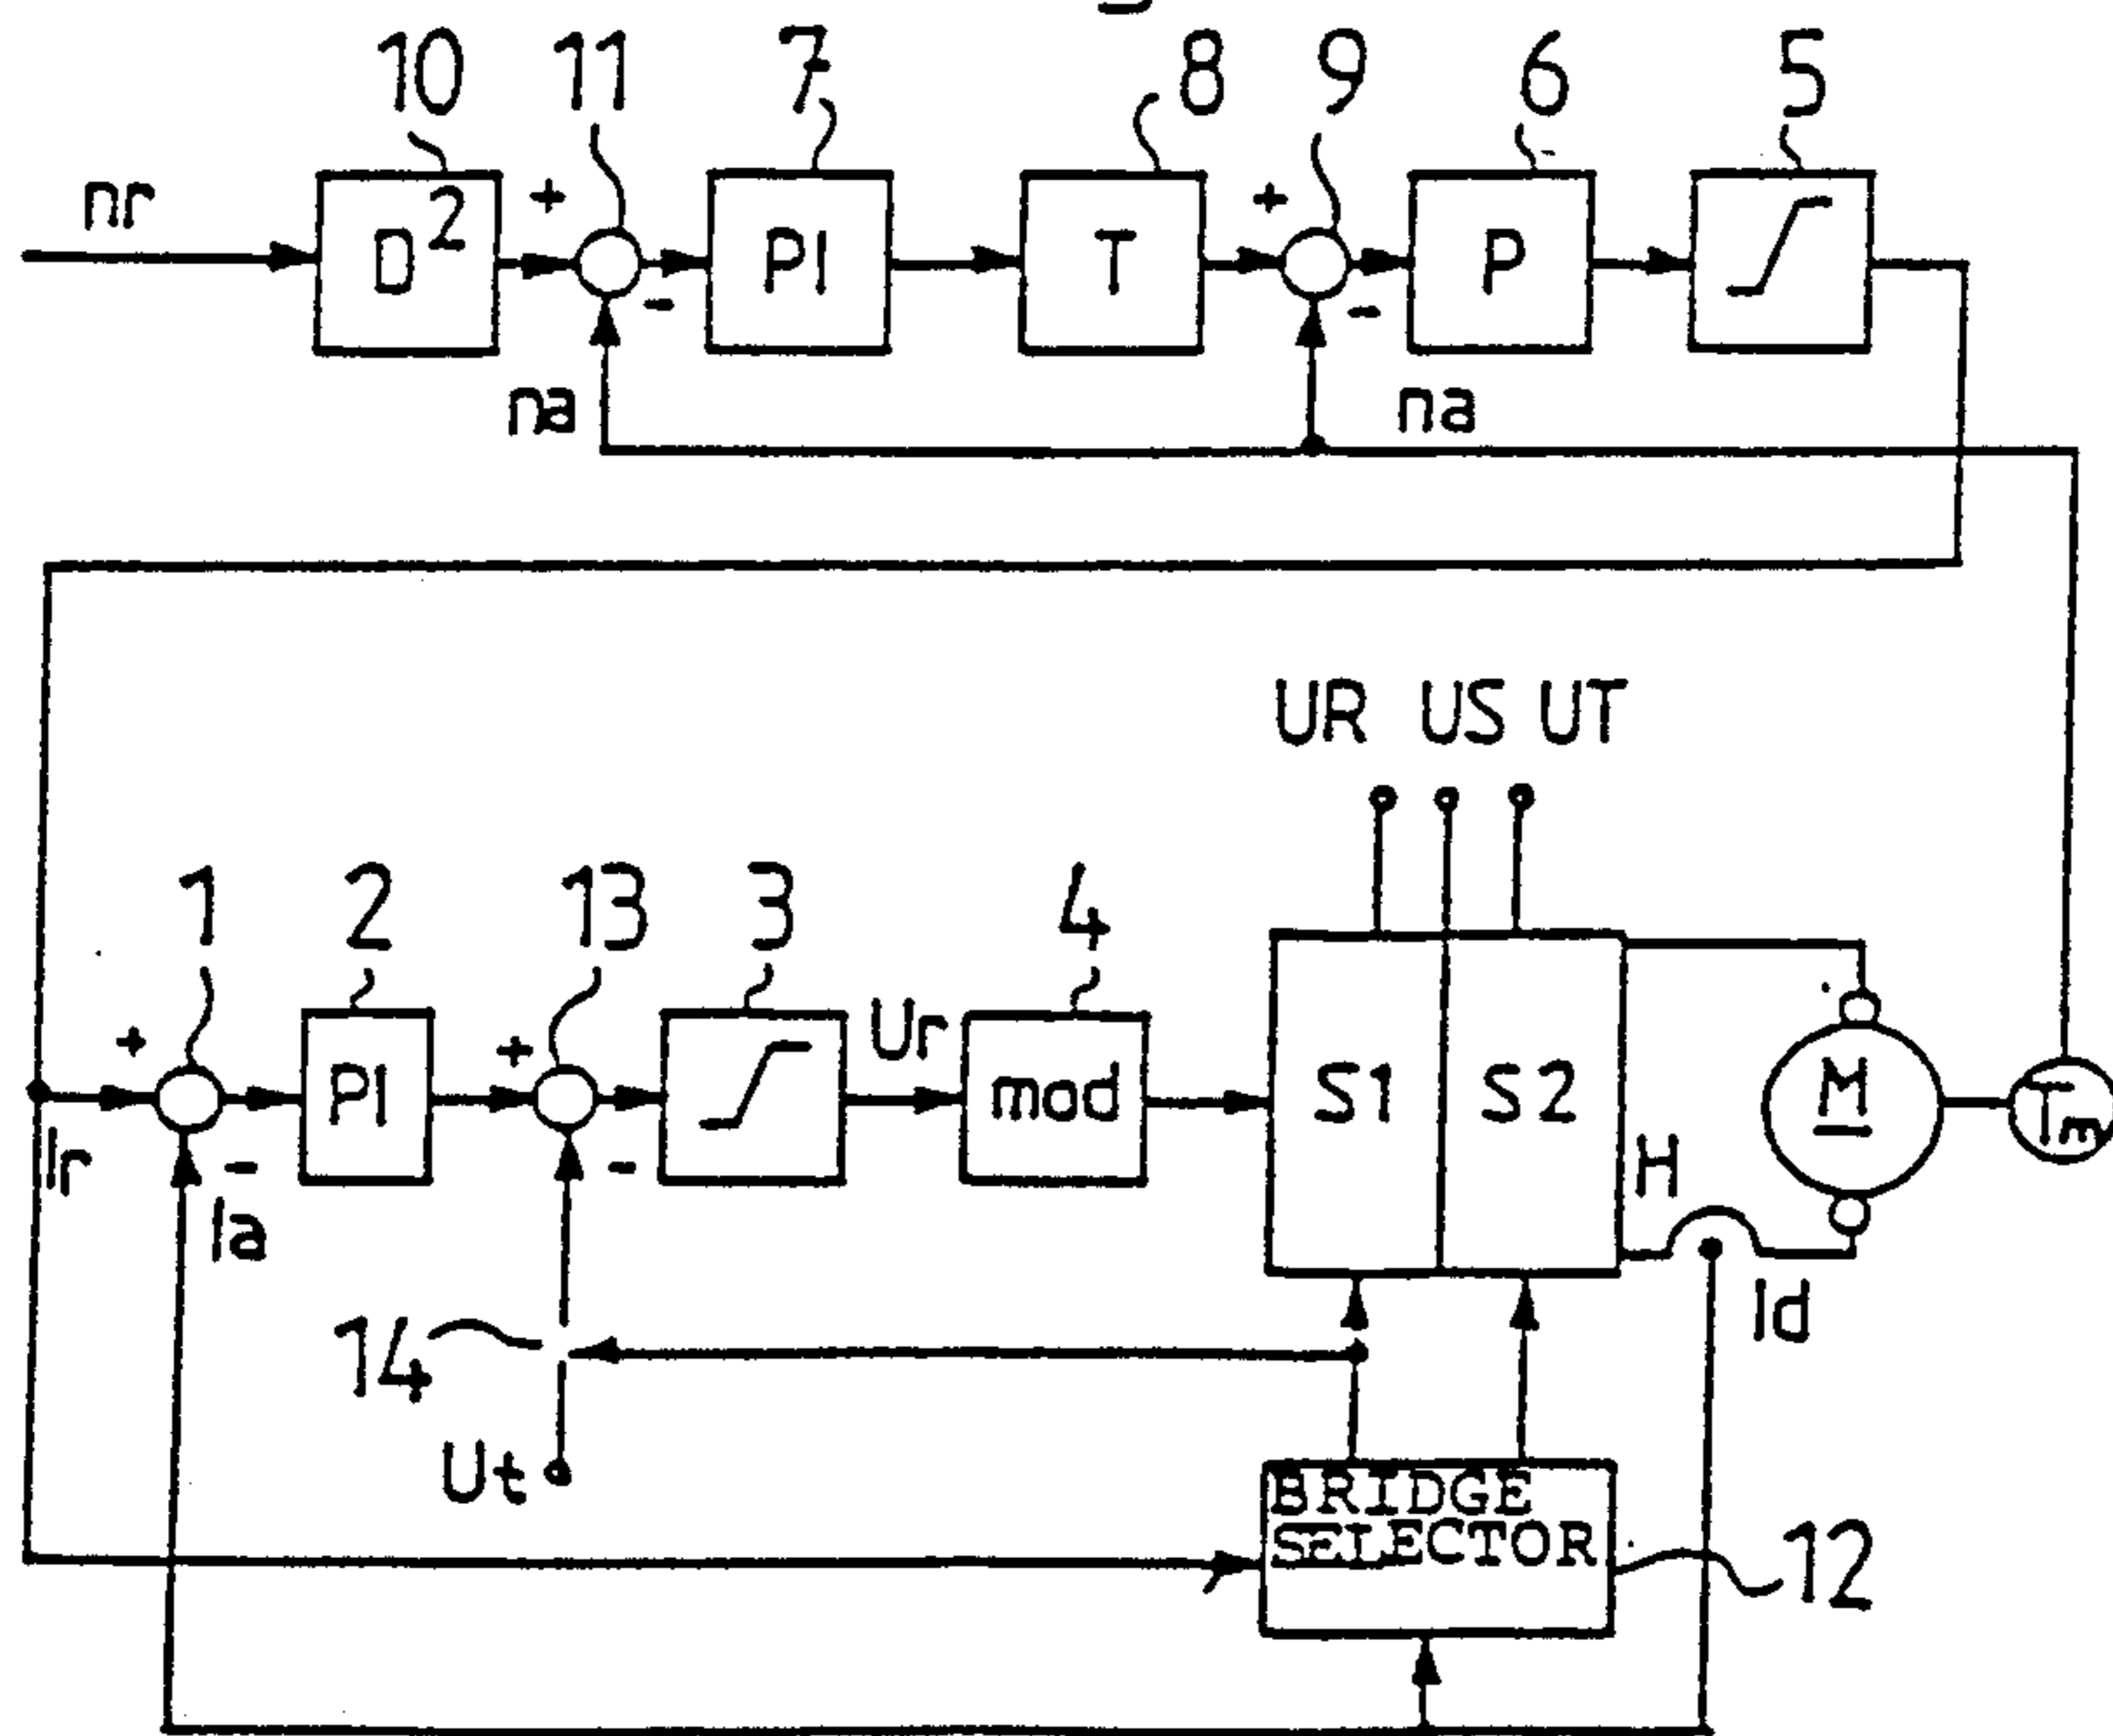 10 11 7 8 9 6 5
nr
+ +
D² PI T P
- -
na na
UR US UT
1 2 13 3 4
+ + Ur
PI mod S1 S2 M Tm
Ir - - H
Ia
14 Id
Ut
BRIDGE
SELECTOR
12